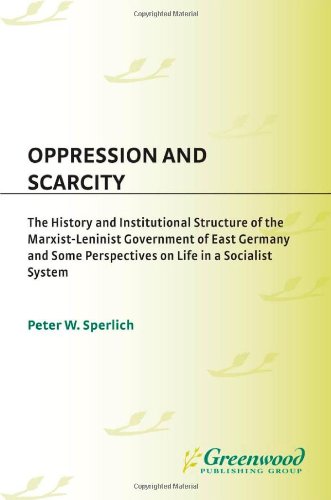 OPPRESSION AND
SCARCITY
The History and Institutional Structure of the
Marxist-Leninist Government of East Germany
and Some Perspectives on Life in a Socialist
System
Peter W. Sperlich
Greenwood
PUBLISHING GROUP